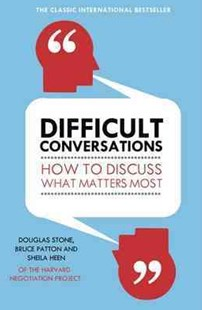 THE CLASSIC INTERNATIONAL BESTSELLER
“
DIFFICULT
CONVERSATIONS
HOW TO DISCUSS
WHAT MATTERS MOST
DOUGLAS STONE,
BRUCE PATTON AND
SHEILA HEEN
OF THE HARVARD
NEGOTIATION PROJECT
”